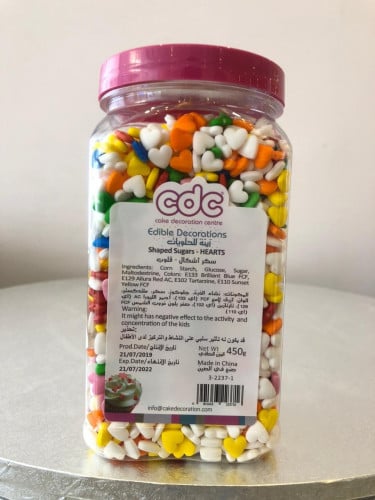 cdc
cake decoration centre
Edible Decorations
زينة للحلويات
Shaped Sugars - HEARTS
سكر أشكال - قلوب
Ingredients: Corn Starch, Glucose, Sugar,
Maltodextrine, Colors: E133 Brilliant Blue FCF,
E129 Allura Red AC, E102 Tartarzine, E110 Sunset
Yellow FCF
Warning:
It might has negative effect to the activity and
concentration of the kids
تحذير:
قد يكون له تأثير سلبي على النشاط والتركيز لدى الأطفال
Prod.Date/ تاريخ الإنتاج
21/07/2019
Exp.Date/ تاريخ الإنتهاء
21/07/2022
Net Wt 450g
الوزن الصافي
Made in China
صنع في الصين
3-2237-1
info@cakedecoration.com